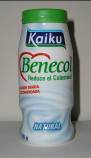 Kaiku
Benecol
Reduce el Colesterol
NATURAL